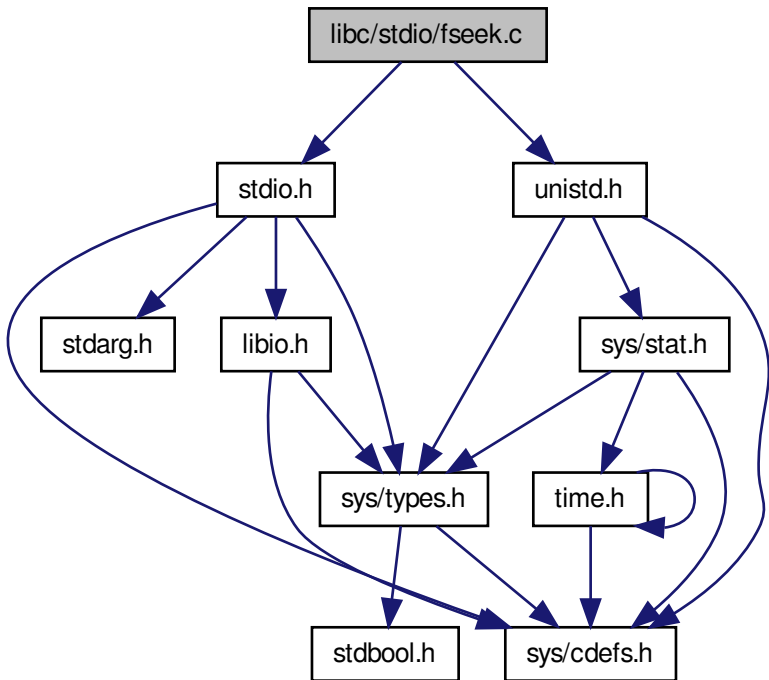 libc/stdio/fseek.c
stdio.h
unistd.h
stdarg.h
libio.h
sys/stat.h
sys/types.h
time.h
stdbool.h
sys/cdefs.h